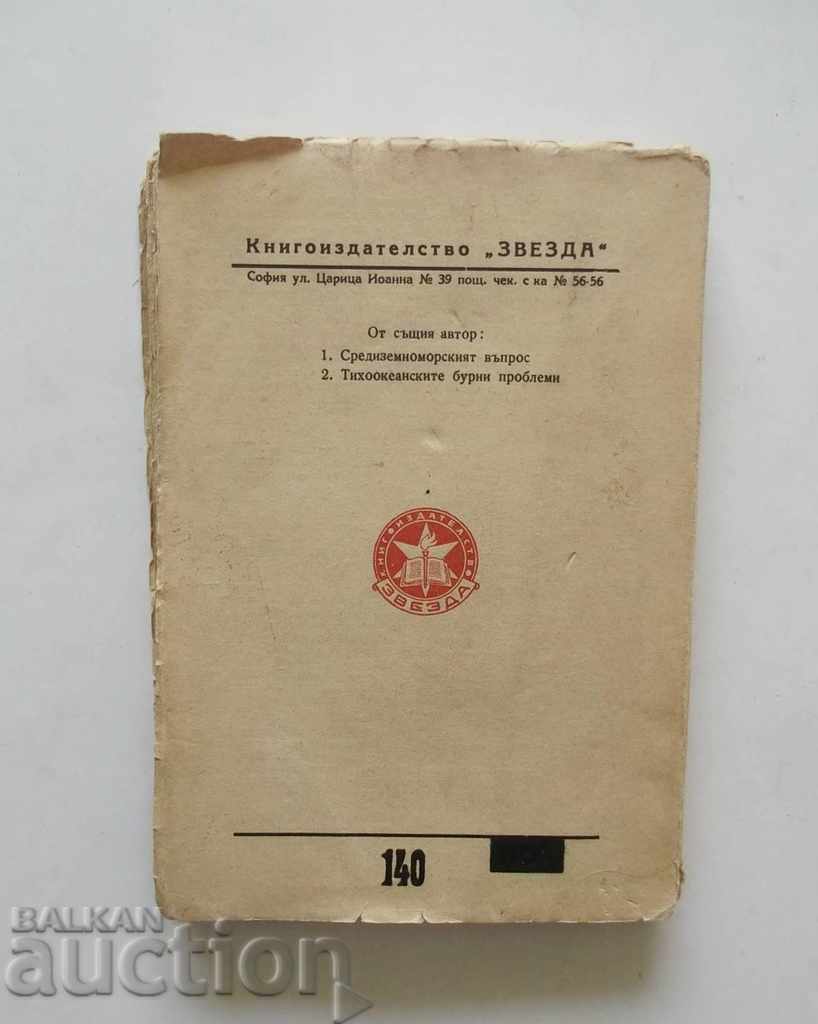 Книгоиздателство „ЗВЕЗДА“
София ул. Царица Иоанна № 39 пощ. чек. с ка № 56-56
От същия автор:
1. Средиземноморският въпрос
2. Тихоокеанските бурни проблеми
КНИГОИЗДАТЕЛСТВО
ЗВЕЗДА
140
BALKAN
auction